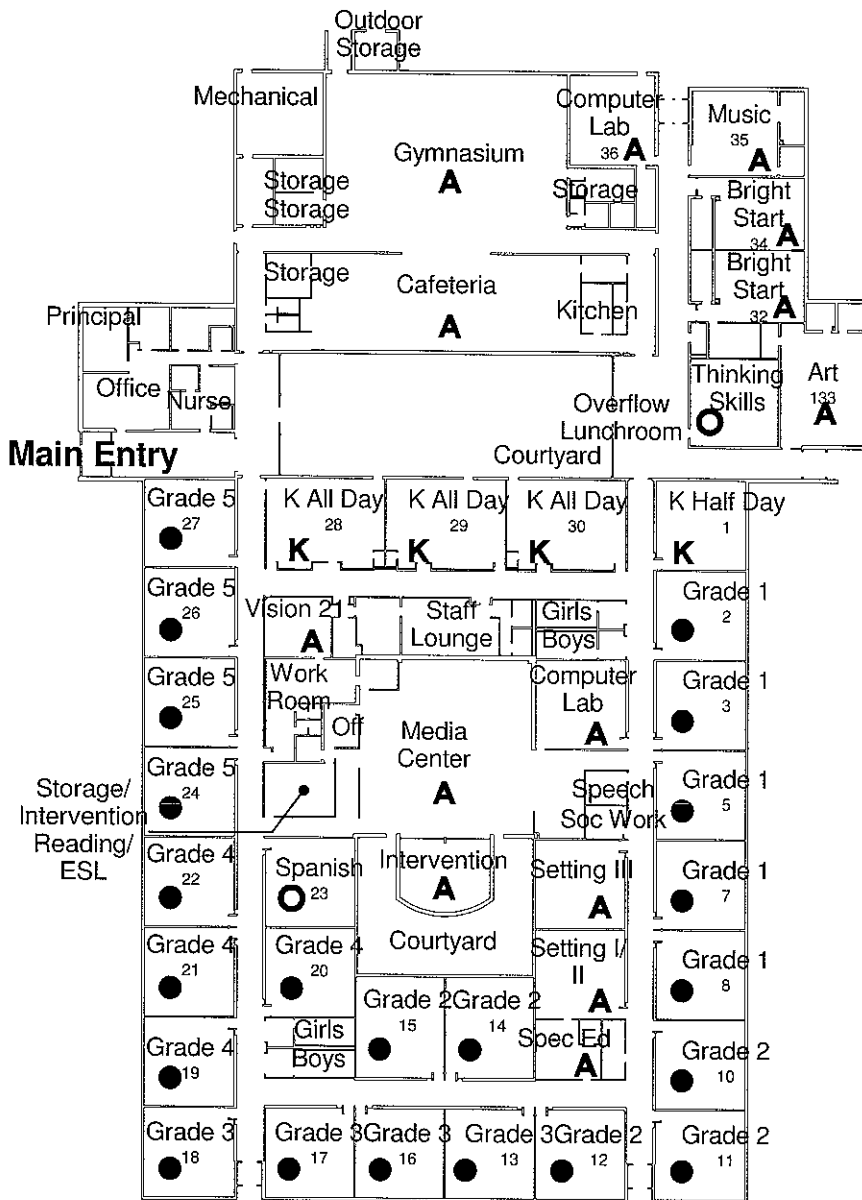 Outdoor
Storage
Mechanical
Computer
Lab
36
A
Music
35
A
Gymnasium
A
Storage
Storage
Storage
Bright
Start
34
A
Storage
Cafeteria
A
Kitchen
Bright
Start
32
A
Principal
Office
Nurse
Thinking
Skills
Art
133
A
Overflow
Lunchroom
Courtyard
Main Entry
Grade 5
27
K All Day
28
K
K All Day
29
K
K All Day
30
K
K Half Day
1
K
Grade 5
26
Vision 21
A
Staff
Lounge
Girls
Boys
Grade 1
2
Grade 5
25
Work
Room
Off
Media
Center
A
Computer
Lab
A
Grade 1
3
Grade 5
24
Storage/
Intervention
Reading/
ESL
Speech
Soc Work
Grade 1
5
Grade 4
22
Spanish
23
Intervention
A
Courtyard
Setting III
A
Grade 1
7
Grade 4
21
Grade 4
20
Setting I/
II
A
Grade 1
8
Girls
Boys
Grade 2
15
Grade 2
14
Spec Ed
A
Grade 4
19
Grade 2
10
Grade 3
18
Grade 3
17
Grade 3
16
Grade 3
13
Grade 2
12
Grade 2
11